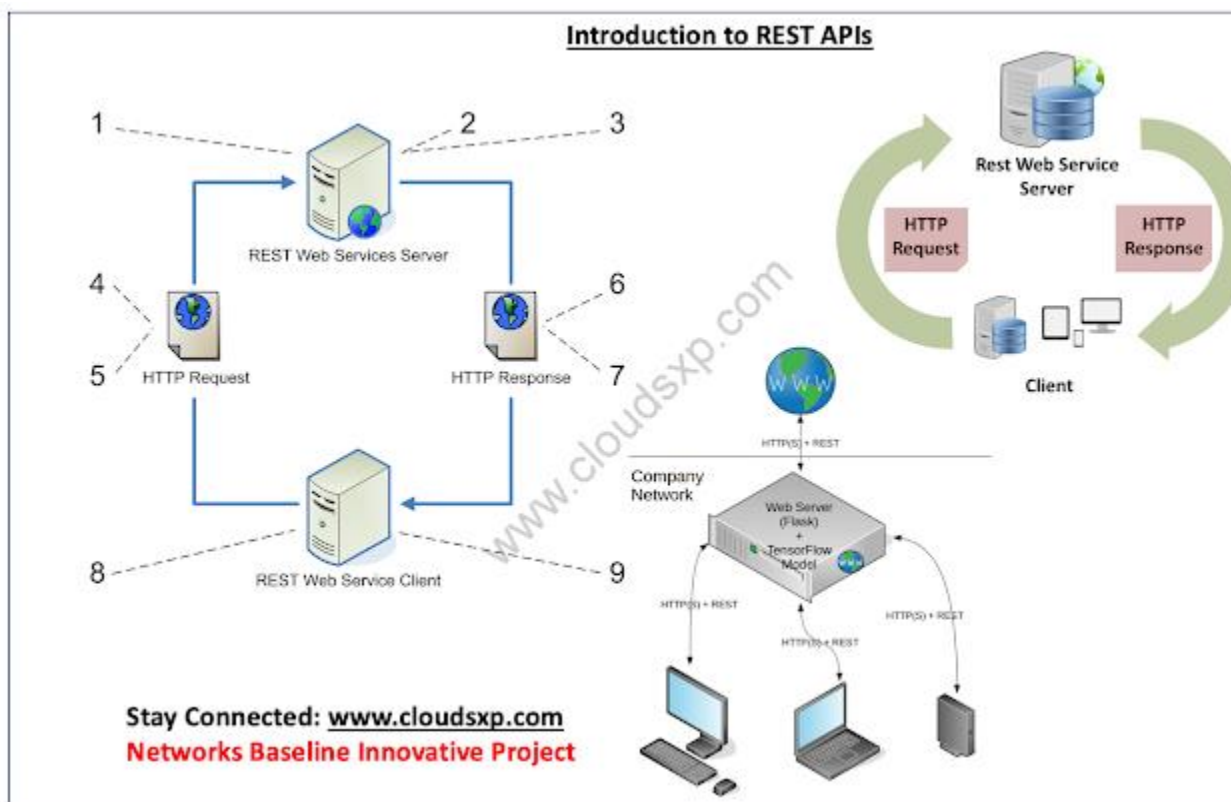 Introduction to REST APIs
1
2
3
REST Web Services Server
4
5
HTTP Request
6
7
HTTP Response
8
9
REST Web Service Client
Rest Web Service
Server
HTTP
Request
HTTP
Response
Client
www.cloudsxp.com
WWW
HTTP(S) + REST
Company
Network
Web Server
(Flask)
+
TensorFlow
Model
HTTP(S) + REST
HTTP(S) + REST
HTTP(S) + REST
Stay Connected: www.cloudsxp.com
Networks Baseline Innovative Project